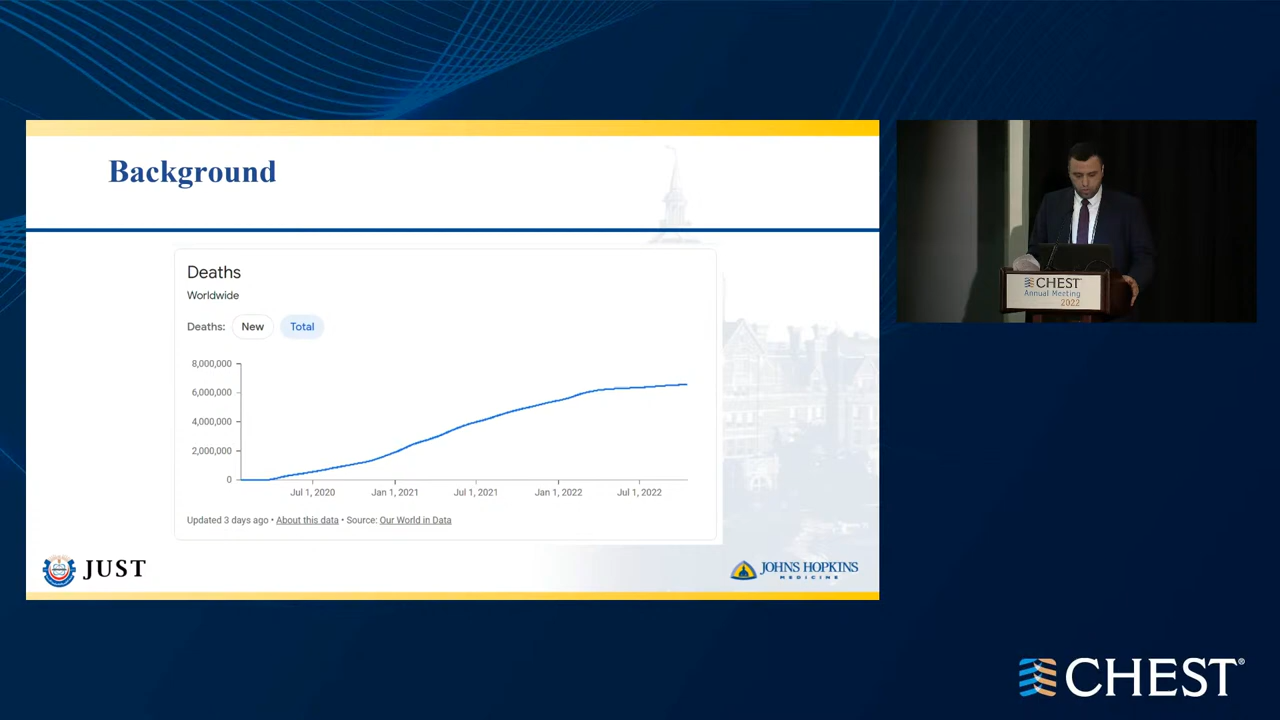 Background
Deaths
Worldwide
Deaths: New Total
8,000,000
6,000,000
4,000,000
2,000,000
0
Jul 1, 2020 Jan 1, 2021 Jul 1, 2021 Jan 1, 2022 Jul 1, 2022
Updated 3 days ago • About this data • Source: Our World in Data
JUST
JOHNS HOPKINS
MEDICINE
CHEST
Annual Meeting
2022
CHEST®